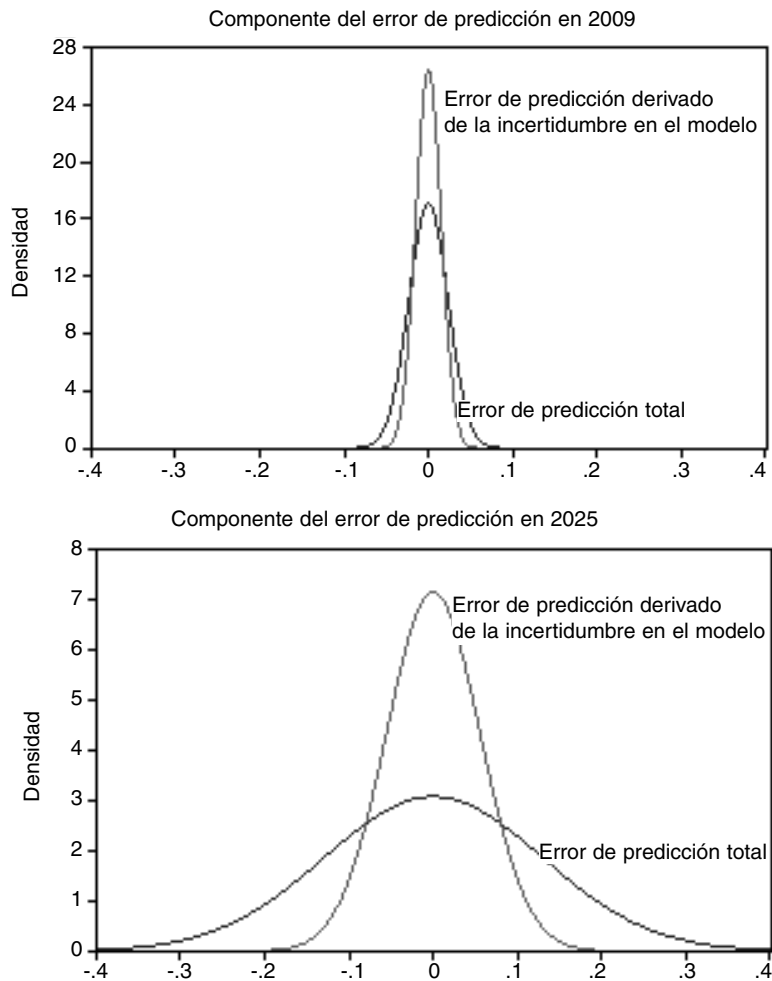 Componente del error de predicción en 2009
28
24
20
16
12
8
4
0
Densidad
Error de predicción derivado
de la incertidumbre en el modelo
Error de predicción total
-.4 -.3 -.2 -.1 0 .1 .2 .3 .4
Componente del error de predicción en 2025
8
7
6
5
4
3
2
1
0
Densidad
Error de predicción derivado
de la incertidumbre en el modelo
Error de predicción total
-.4 -.3 -.2 -.1 0 .1 .2 .3 .4